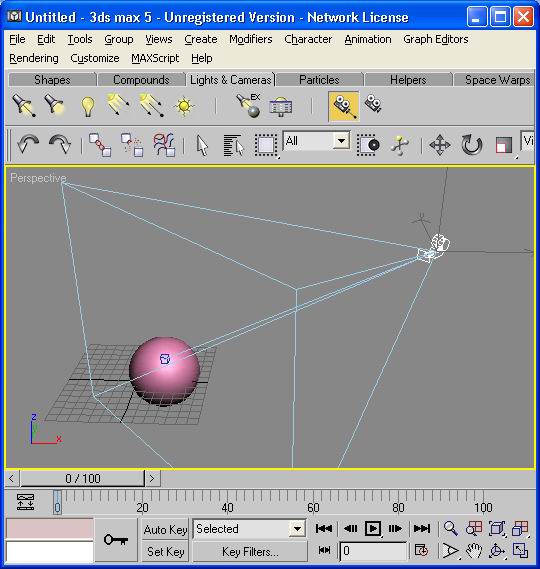 Untitled - 3ds max 5 - Unregistered Version - Network License
File Edit Tools Group Views Create Modifiers Character Animation Graph Editors
Rendering Customize MAXScript Help
Shapes Compounds Lights & Cameras Particles Helpers Space Warps
EX
All Vi
Perspective
y
z
y
x
< 0 / 100 >
0 20 40 60 80 100
Auto Key Selected
Set Key Key Filters... 0